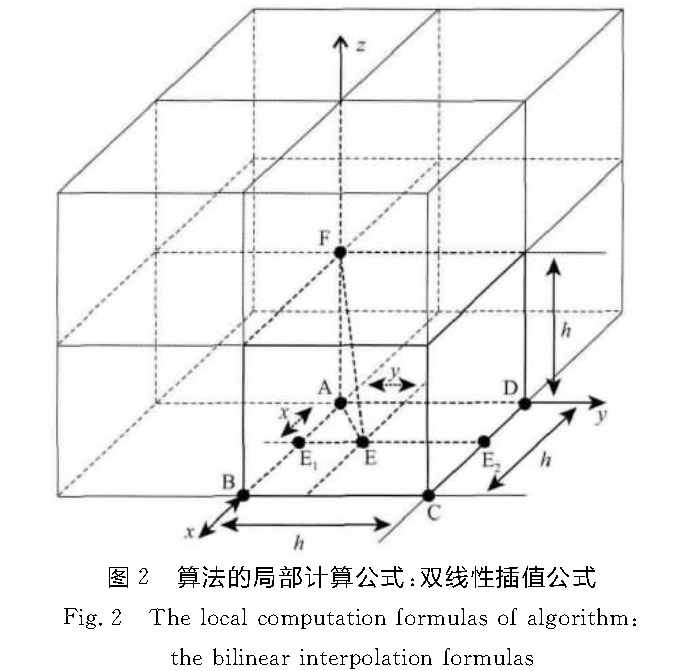 z
F
h
y
A
D
x
y
E₁
E
E₂
h
B
C
x
h
图 2 算法的局部计算公式:双线性插值公式
Fig. 2 The local computation formulas of algorithm:
the bilinear interpolation formulas